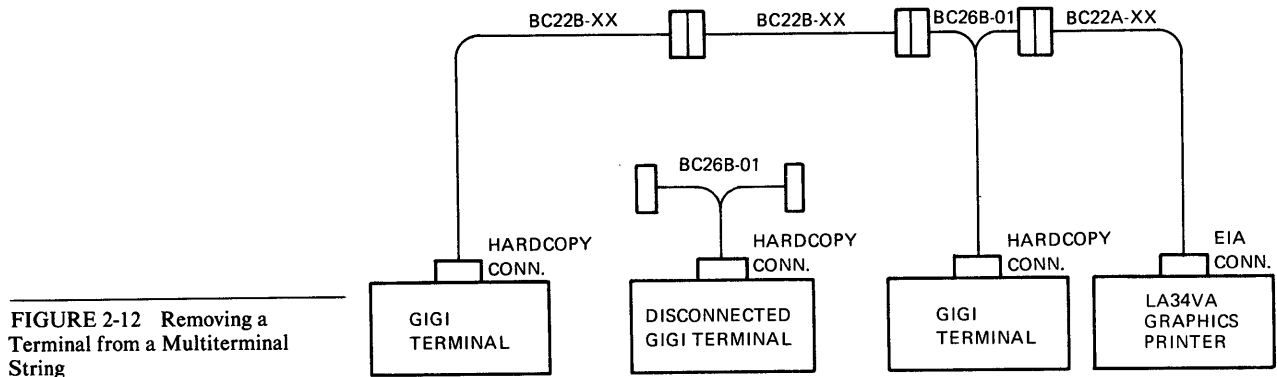 BC22B-XX
BC22B-XX
BC26B-01
BC22A-XX
BC26B-01
HARDCOPY
CONN.
HARDCOPY
CONN.
HARDCOPY
CONN.
EIA
CONN.
GIGI
TERMINAL
DISCONNECTED
GIGI TERMINAL
GIGI
TERMINAL
LA34VA
GRAPHICS
PRINTER
FIGURE 2-12 Removing a
Terminal from a Multiterminal
String